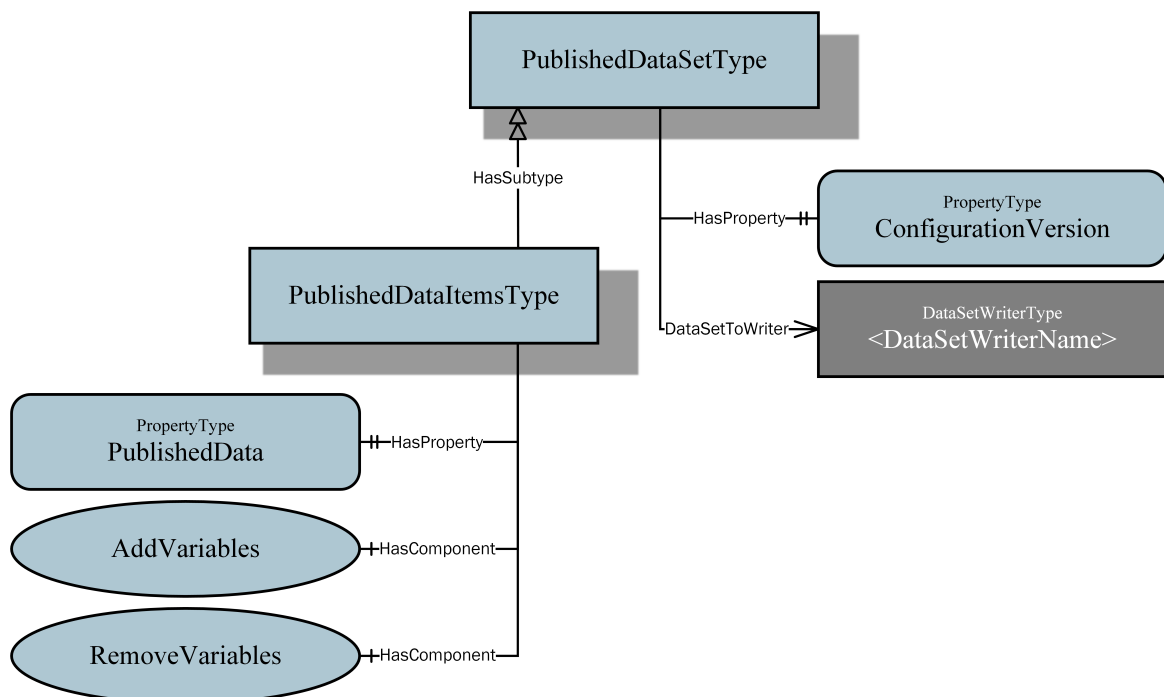 PublishedDataSetType
HasSubtype
PropertyType
HasProperty
ConfigurationVersion
PublishedDataItemsType
DataSetWriterType
DataSetToWriter
<DataSetWriterName>
PropertyType
HasProperty
PublishedData
AddVariables
HasComponent
RemoveVariables
HasComponent